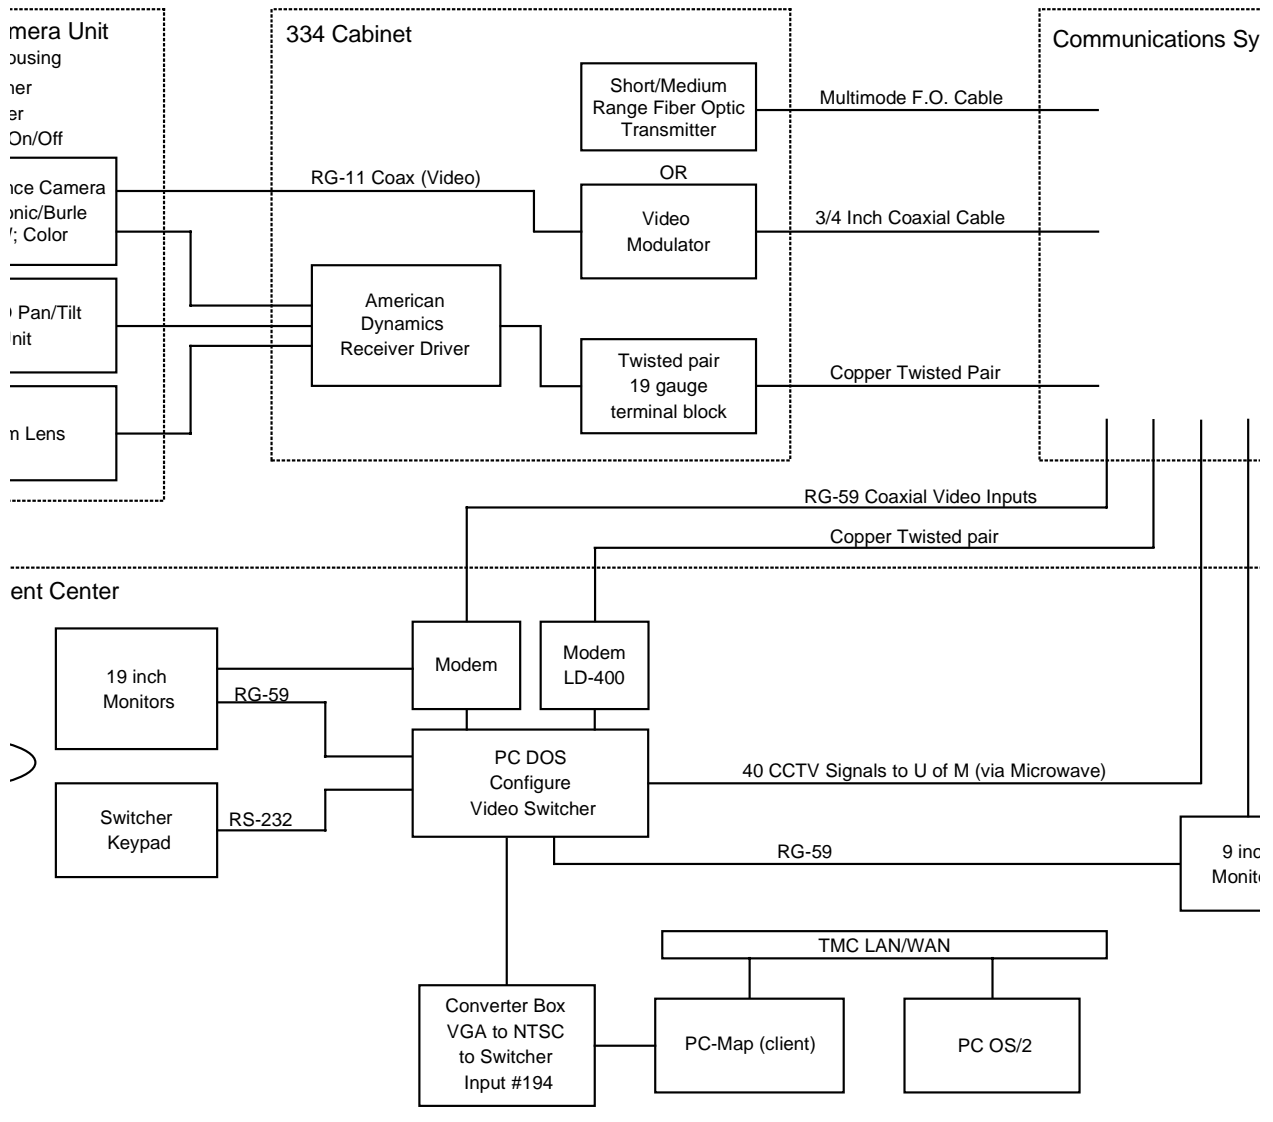 mera Unit
ousing
ner
er
On/Off
nce Camera
onic/Burle
; Color
Pan/Tilt
nit
m Lens
334 Cabinet
Short/Medium
Range Fiber Optic
Transmitter
OR
RG-11 Coax (Video)
Video
Modulator
American
Dynamics
Receiver Driver
Twisted pair
19 gauge
terminal block
Multimode F.O. Cable
3/4 Inch Coaxial Cable
Copper Twisted Pair
Communications Sy
RG-59 Coaxial Video Inputs
Copper Twisted pair
ent Center
19 inch
Monitors
RG-59
Modem
Modem
LD-400
PC DOS
Configure
Video Switcher
40 CCTV Signals to U of M (via Microwave)
Switcher
Keypad
RS-232
RG-59
9 inc
Monit
TMC LAN/WAN
Converter Box
VGA to NTSC
to Switcher
Input #194
PC-Map (client)
PC OS/2